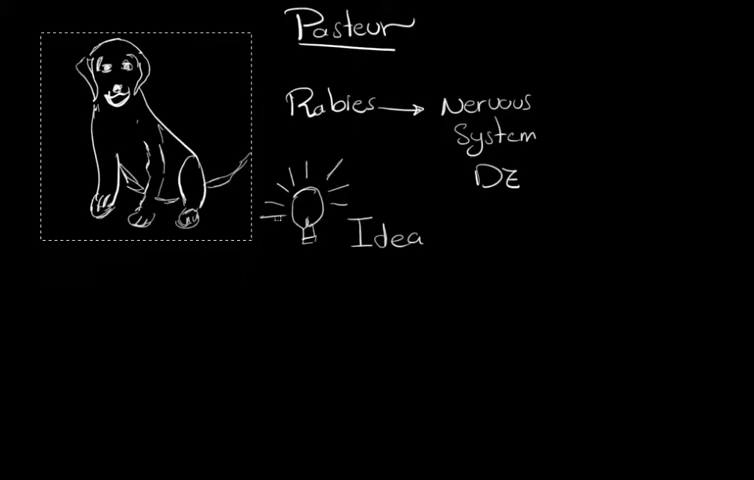 Pasteur
Rabies → Nervous
System
DZ
Idea